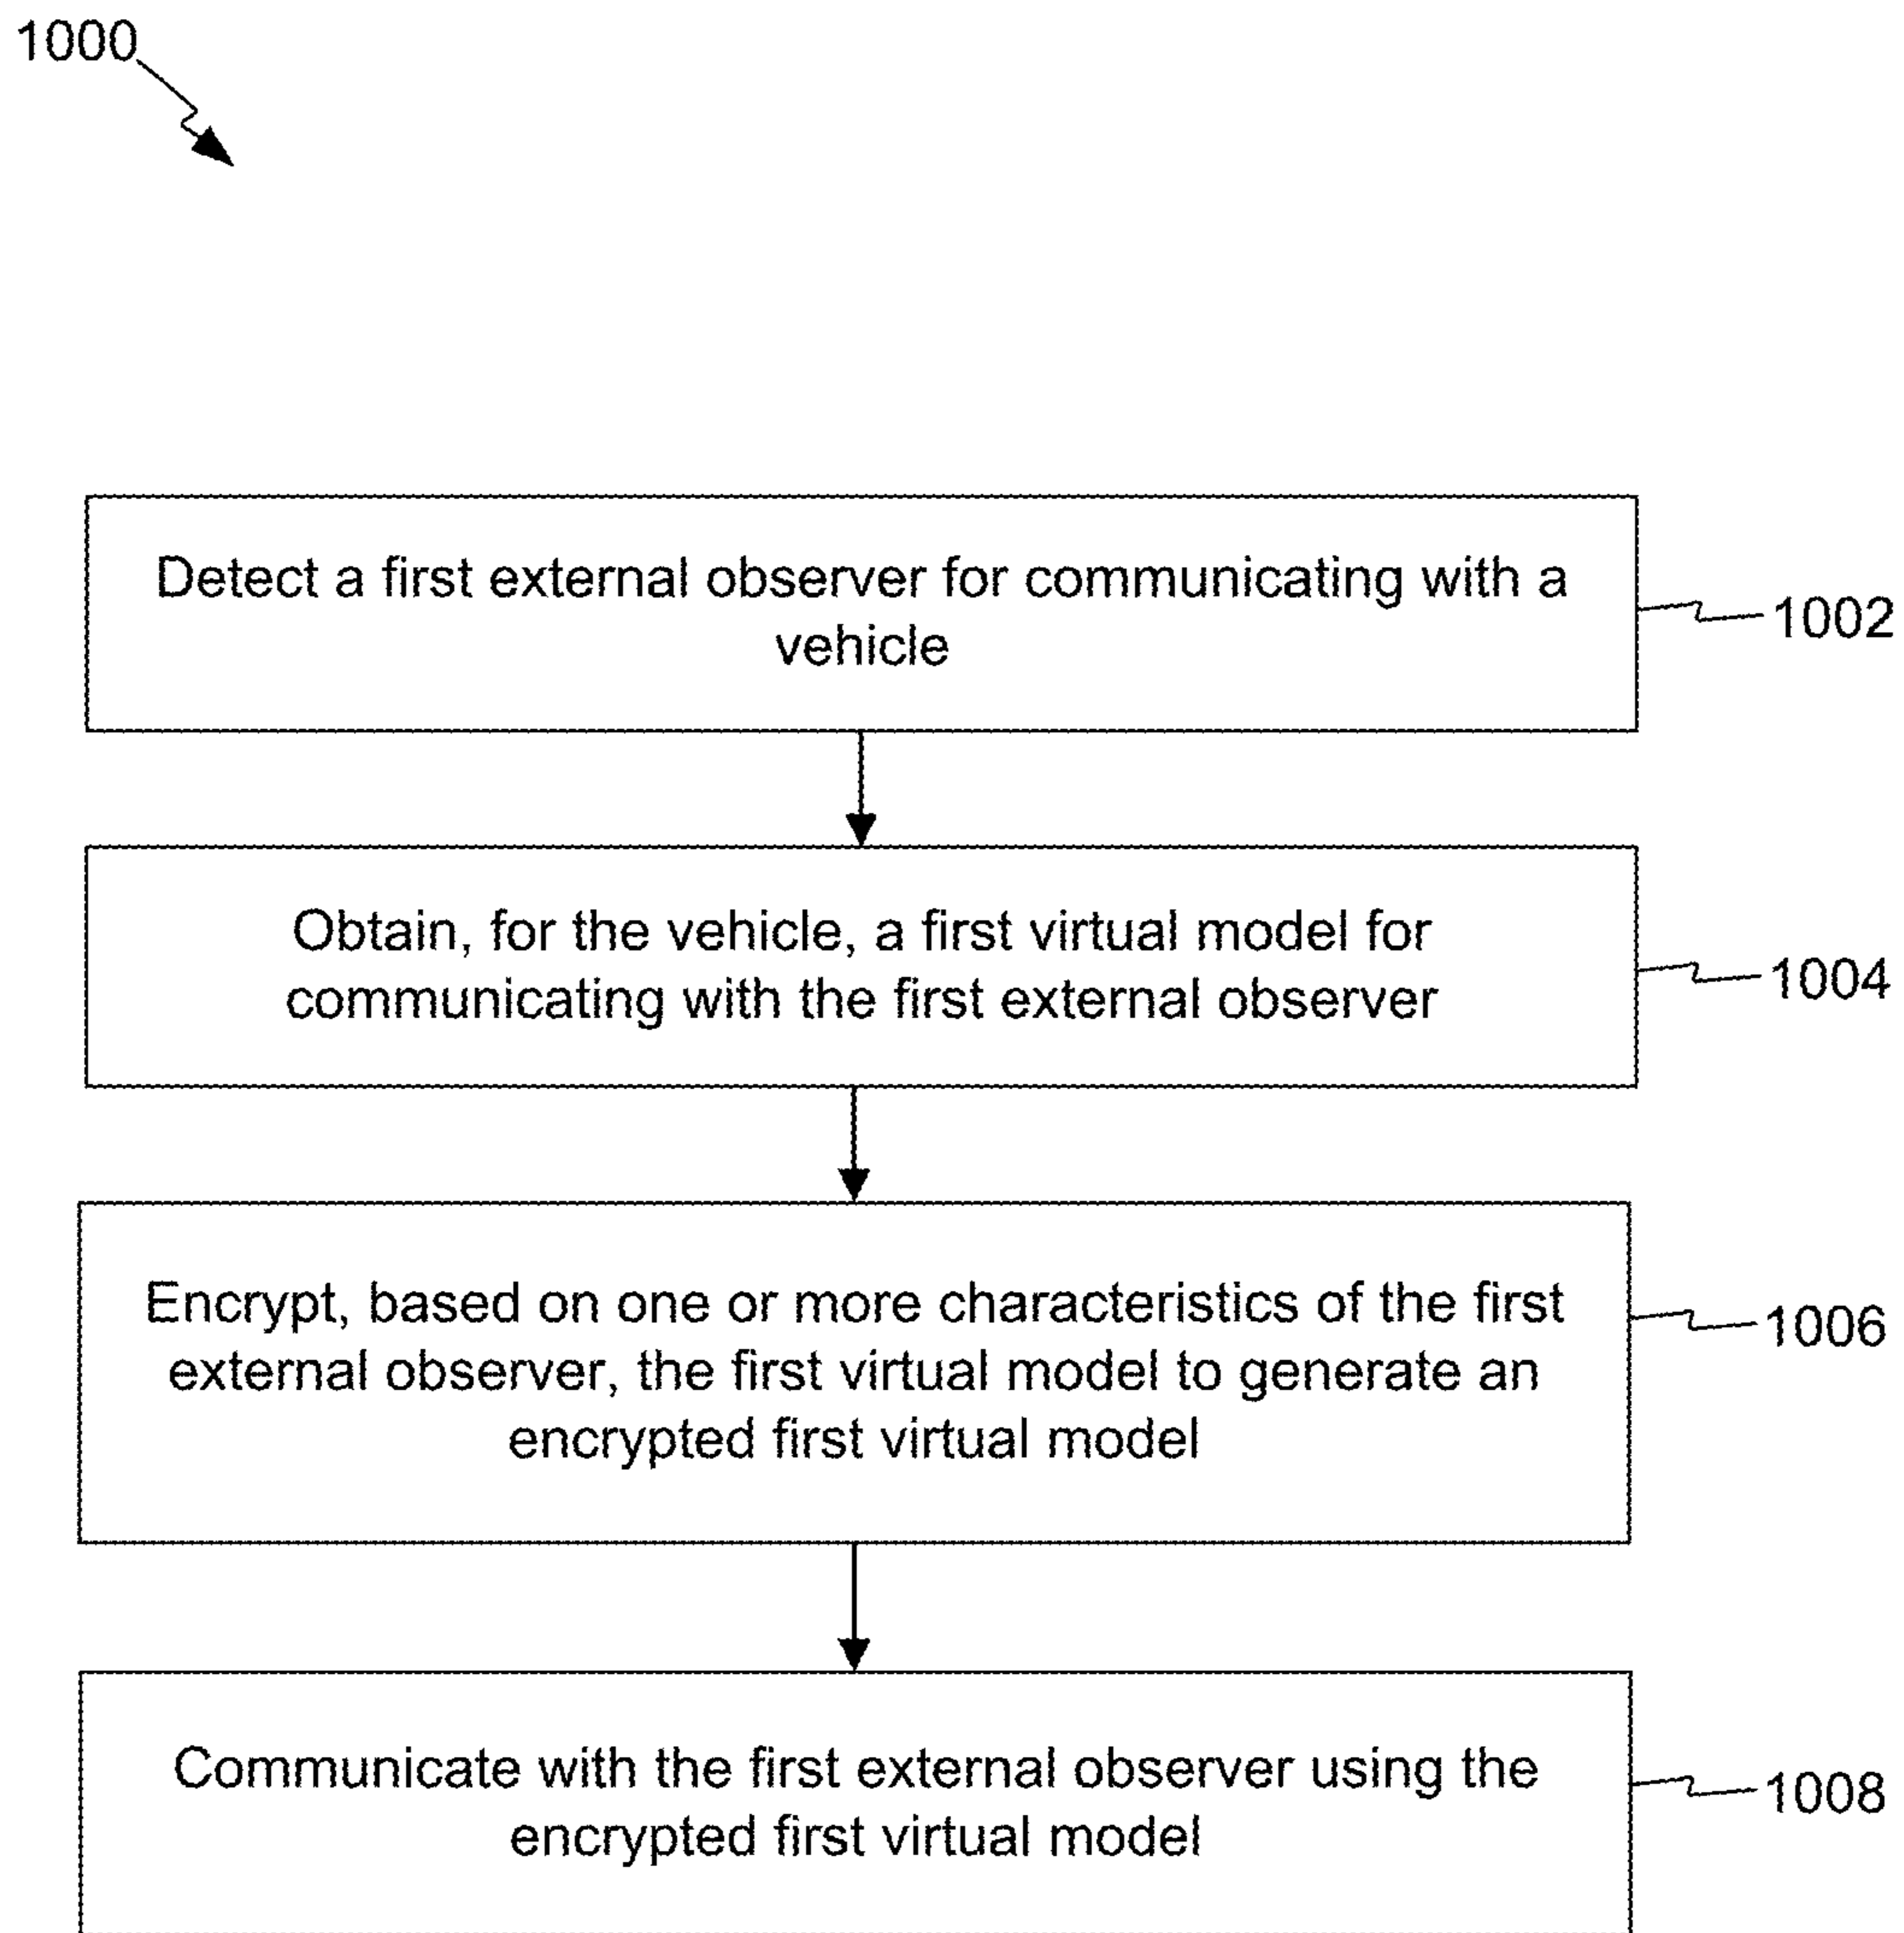 1000
Detect a first external observer for communicating with a
vehicle
1002
Obtain, for the vehicle, a first virtual model for
communicating with the first external observer
1004
Encrypt, based on one or more characteristics of the first
external observer, the first virtual model to generate an
encrypted first virtual model
1006
Communicate with the first external observer using the
encrypted first virtual model
1008